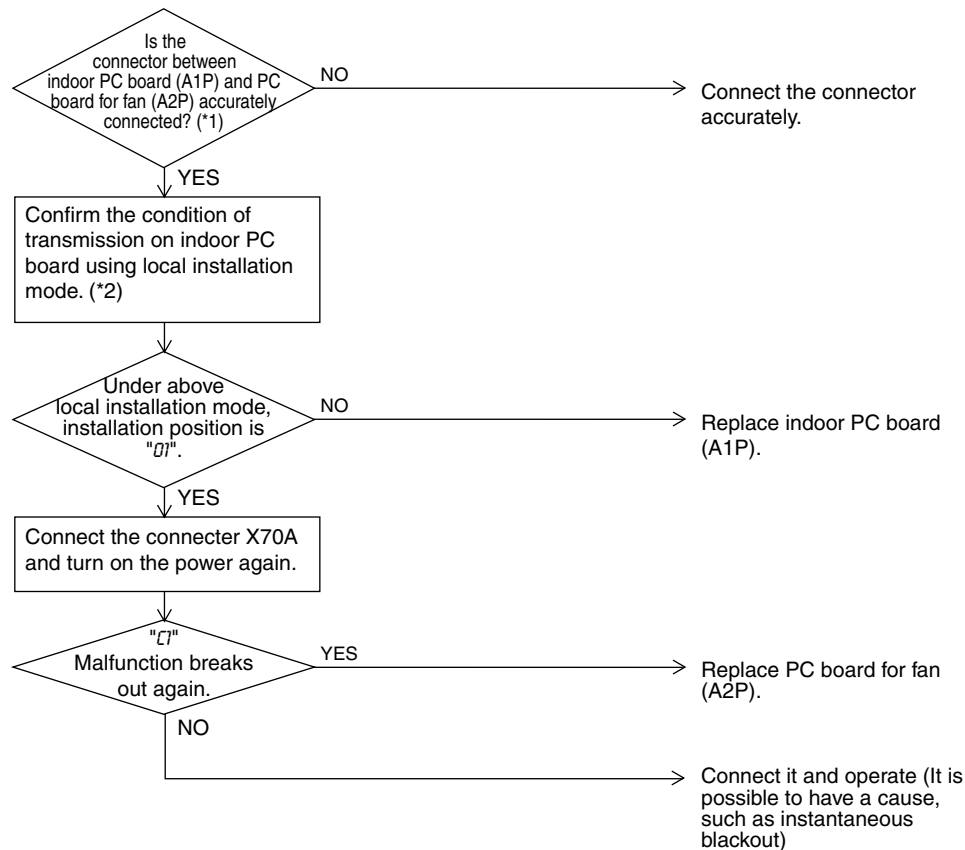 Is the
connector between
indoor PC board (A1P) and PC
board for fan (A2P) accurately
connected? (*1)
NO
Connect the connector
accurately.
YES
Confirm the condition of
transmission on indoor PC
board using local installation
mode. (*2)
Under above
local installation mode,
installation position is
"01".
NO
Replace indoor PC board
(A1P).
YES
Connect the connecter X70A
and turn on the power again.
"C1"
Malfunction breaks
out again.
YES
Replace PC board for fan
(A2P).
NO
Connect it and operate (It is
possible to have a cause,
such as instantaneous
blackout)